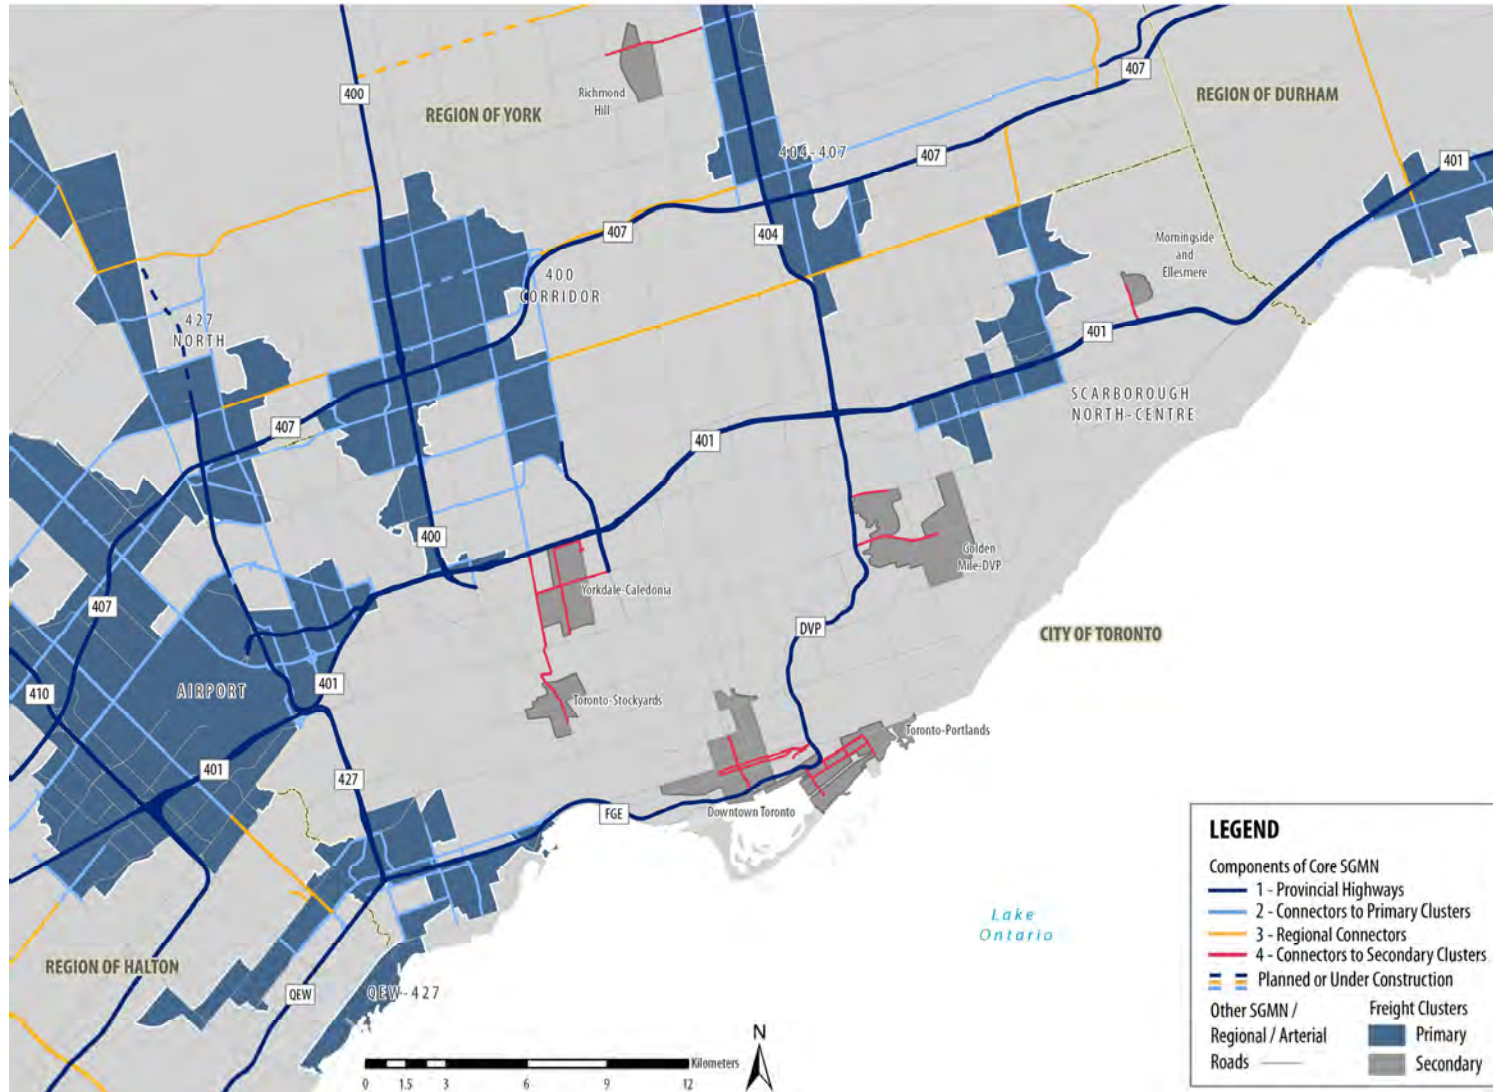 407
400
Richmond
Hill
REGION OF YORK
REGION OF DURHAM
404-407
407
401
407
404
Morningside
and
Ellesmere
400
CORRIDOR
427
NORTH
401
SCARBOROUGH
NORTH-CENTRE
407
401
400
Golden
Mile-DVP
Yorkdale-Caledonia
407
DVP
CITY OF TORONTO
410
AIRPORT
401
Toronto-Stockyards
Toronto-Portlands
401
427
FGE
Downtown Toronto
Lake
Ontario
REGION OF HALTON
QEW
QEW-427
N
Kilometers
0 1.5 3 6 9 12
LEGEND
Components of Core SGMN
1 - Provincial Highways
2 - Connectors to Primary Clusters
3 - Regional Connectors
4 - Connectors to Secondary Clusters
Planned or Under Construction
Other SGMN /
Regional / Arterial
Roads
Freight Clusters
Primary
Secondary